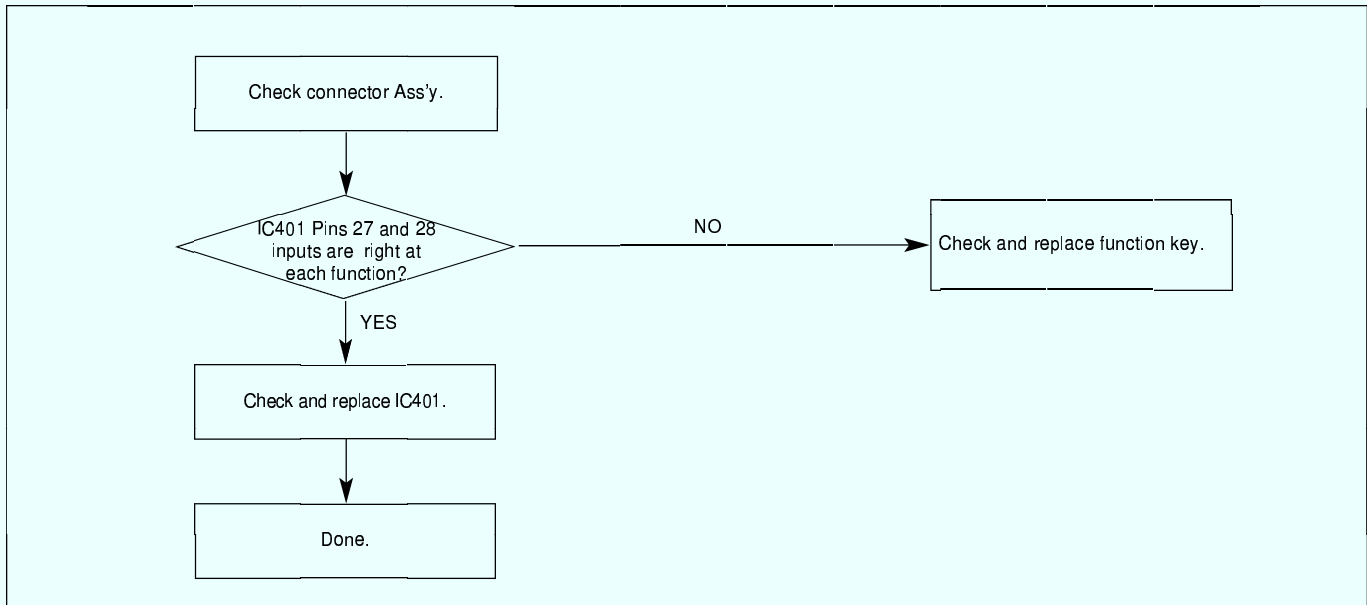 Check connector Ass'y.
IC401 Pins 27 and 28
inputs are right at
each function?
NO
Check and replace function key.
YES
Check and replace IC401.
Done.